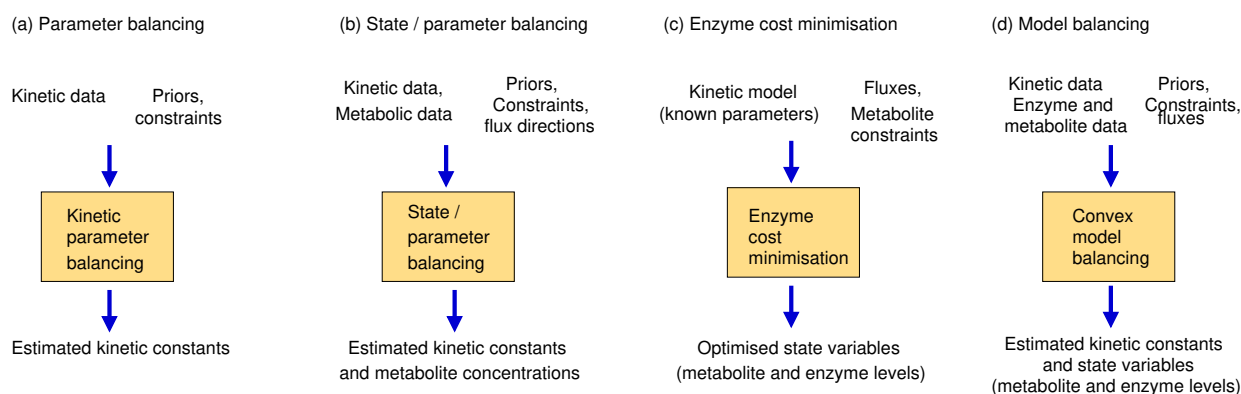 (a) Parameter balancing
Kinetic data
Priors,
constraints
Kinetic
parameter
balancing
Estimated kinetic constants
(b) State / parameter balancing
Kinetic data,
Metabolic data
Priors,
Constraints,
flux directions
State /
parameter
balancing
Estimated kinetic constants
and metabolite concentrations
(c) Enzyme cost minimisation
Kinetic model
(known parameters)
Fluxes,
Metabolite
constraints
Enzyme
cost
minimisation
Optimised state variables
(metabolite and enzyme levels)
(d) Model balancing
Kinetic data
Enzyme and
metabolite data
Priors,
Constraints,
fluxes
Convex
model
balancing
Estimated kinetic constants
and state variables
(metabolite and enzyme levels)